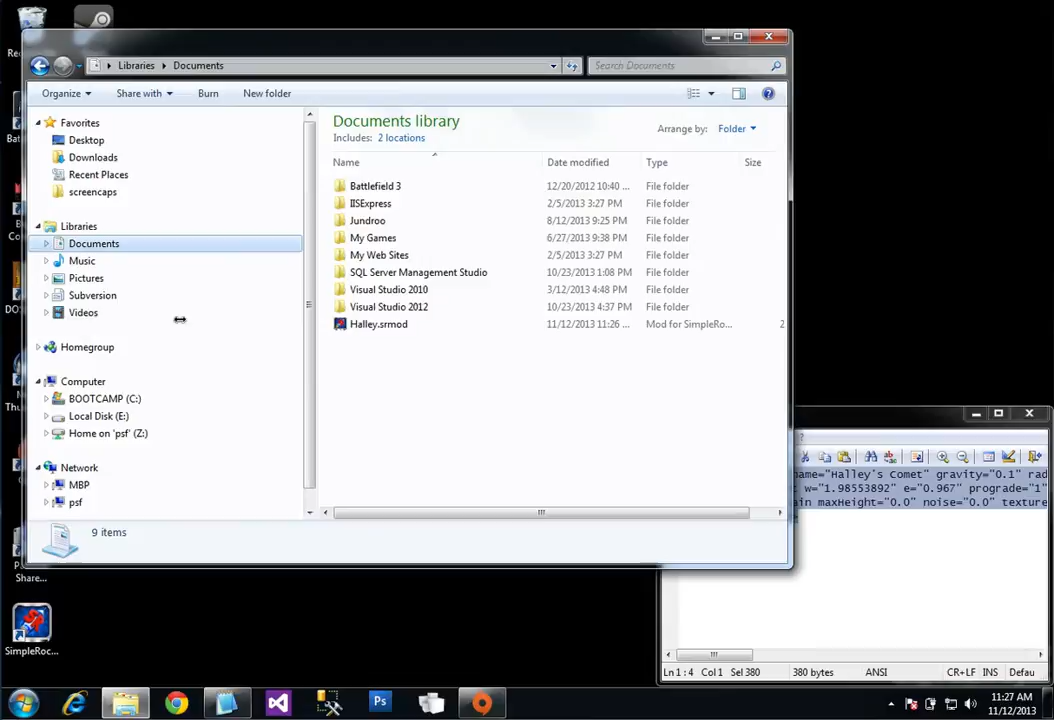 Libraries Documents
Search Documents
Organize Share with Burn New folder
Favorites
Desktop
Downloads
Recent Places
screencaps
Libraries
Documents
Music
Pictures
Subversion
Videos
Homegroup
Computer
BOOTCAMP (C:)
Local Disk (E:)
Home on 'psf' (Z:)
Network
MBP
psf
Documents library
Includes: 2 locations
Arrange by: Folder
Name Date modified Type Size
Battlefield 3 12/20/2012 10:40 ... File folder
IISExpress 2/5/2013 3:27 PM File folder
Jundroo 8/12/2013 9:25 PM File folder
My Games 6/27/2013 9:38 PM File folder
My Web Sites 2/5/2013 3:27 PM File folder
SQL Server Management Studio 10/23/2013 1:08 PM File folder
Visual Studio 2010 3/12/2013 4:48 PM File folder
Visual Studio 2012 10/23/2013 4:37 PM File folder
Halley.srmod 11/12/2013 11:26 ... Mod for SimpleRo... 2
9 items
?
name="Halley's Comet" gravity="0.1" rad
t w="1.98553892" e="0.967" prograde="1"
ain maxHeight="0.0" noise="0.0" texture
Ln 1 : 4 Col 1 Sel 380 380 bytes ANSI CR+LF INS Defau
Share...
SimpleRoc...
Ps
11:27 AM
11/12/2013